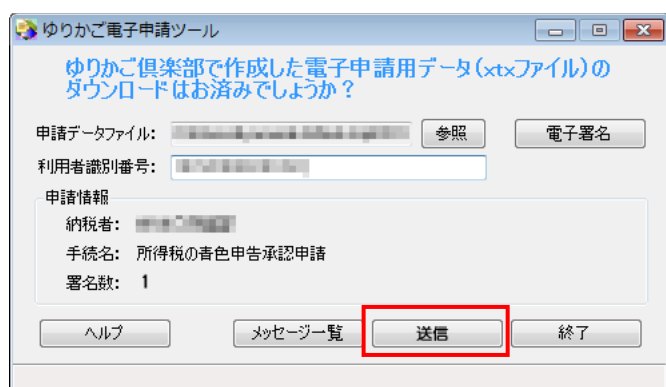 ゆりかご電子申請ツール
ゆりかご倶楽部で作成した電子申請用データ(xtxファイル)の
ダウンロードはお済みでしょうか?
申請データファイル: 参照 電子署名
利用者識別番号:
申請情報
納税者:
手続名: 所得税の青色申告承認申請
署名数: 1
ヘルプ メッセージ一覧 送信 終了